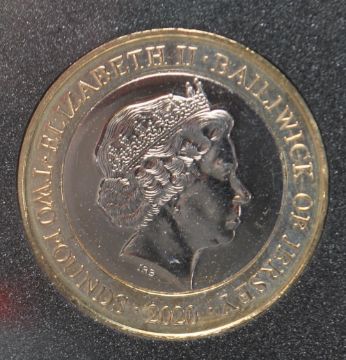 ELIZABETH II · BAILIWICK OF JERSEY · 2020 · TWO POUNDS ·
IRB